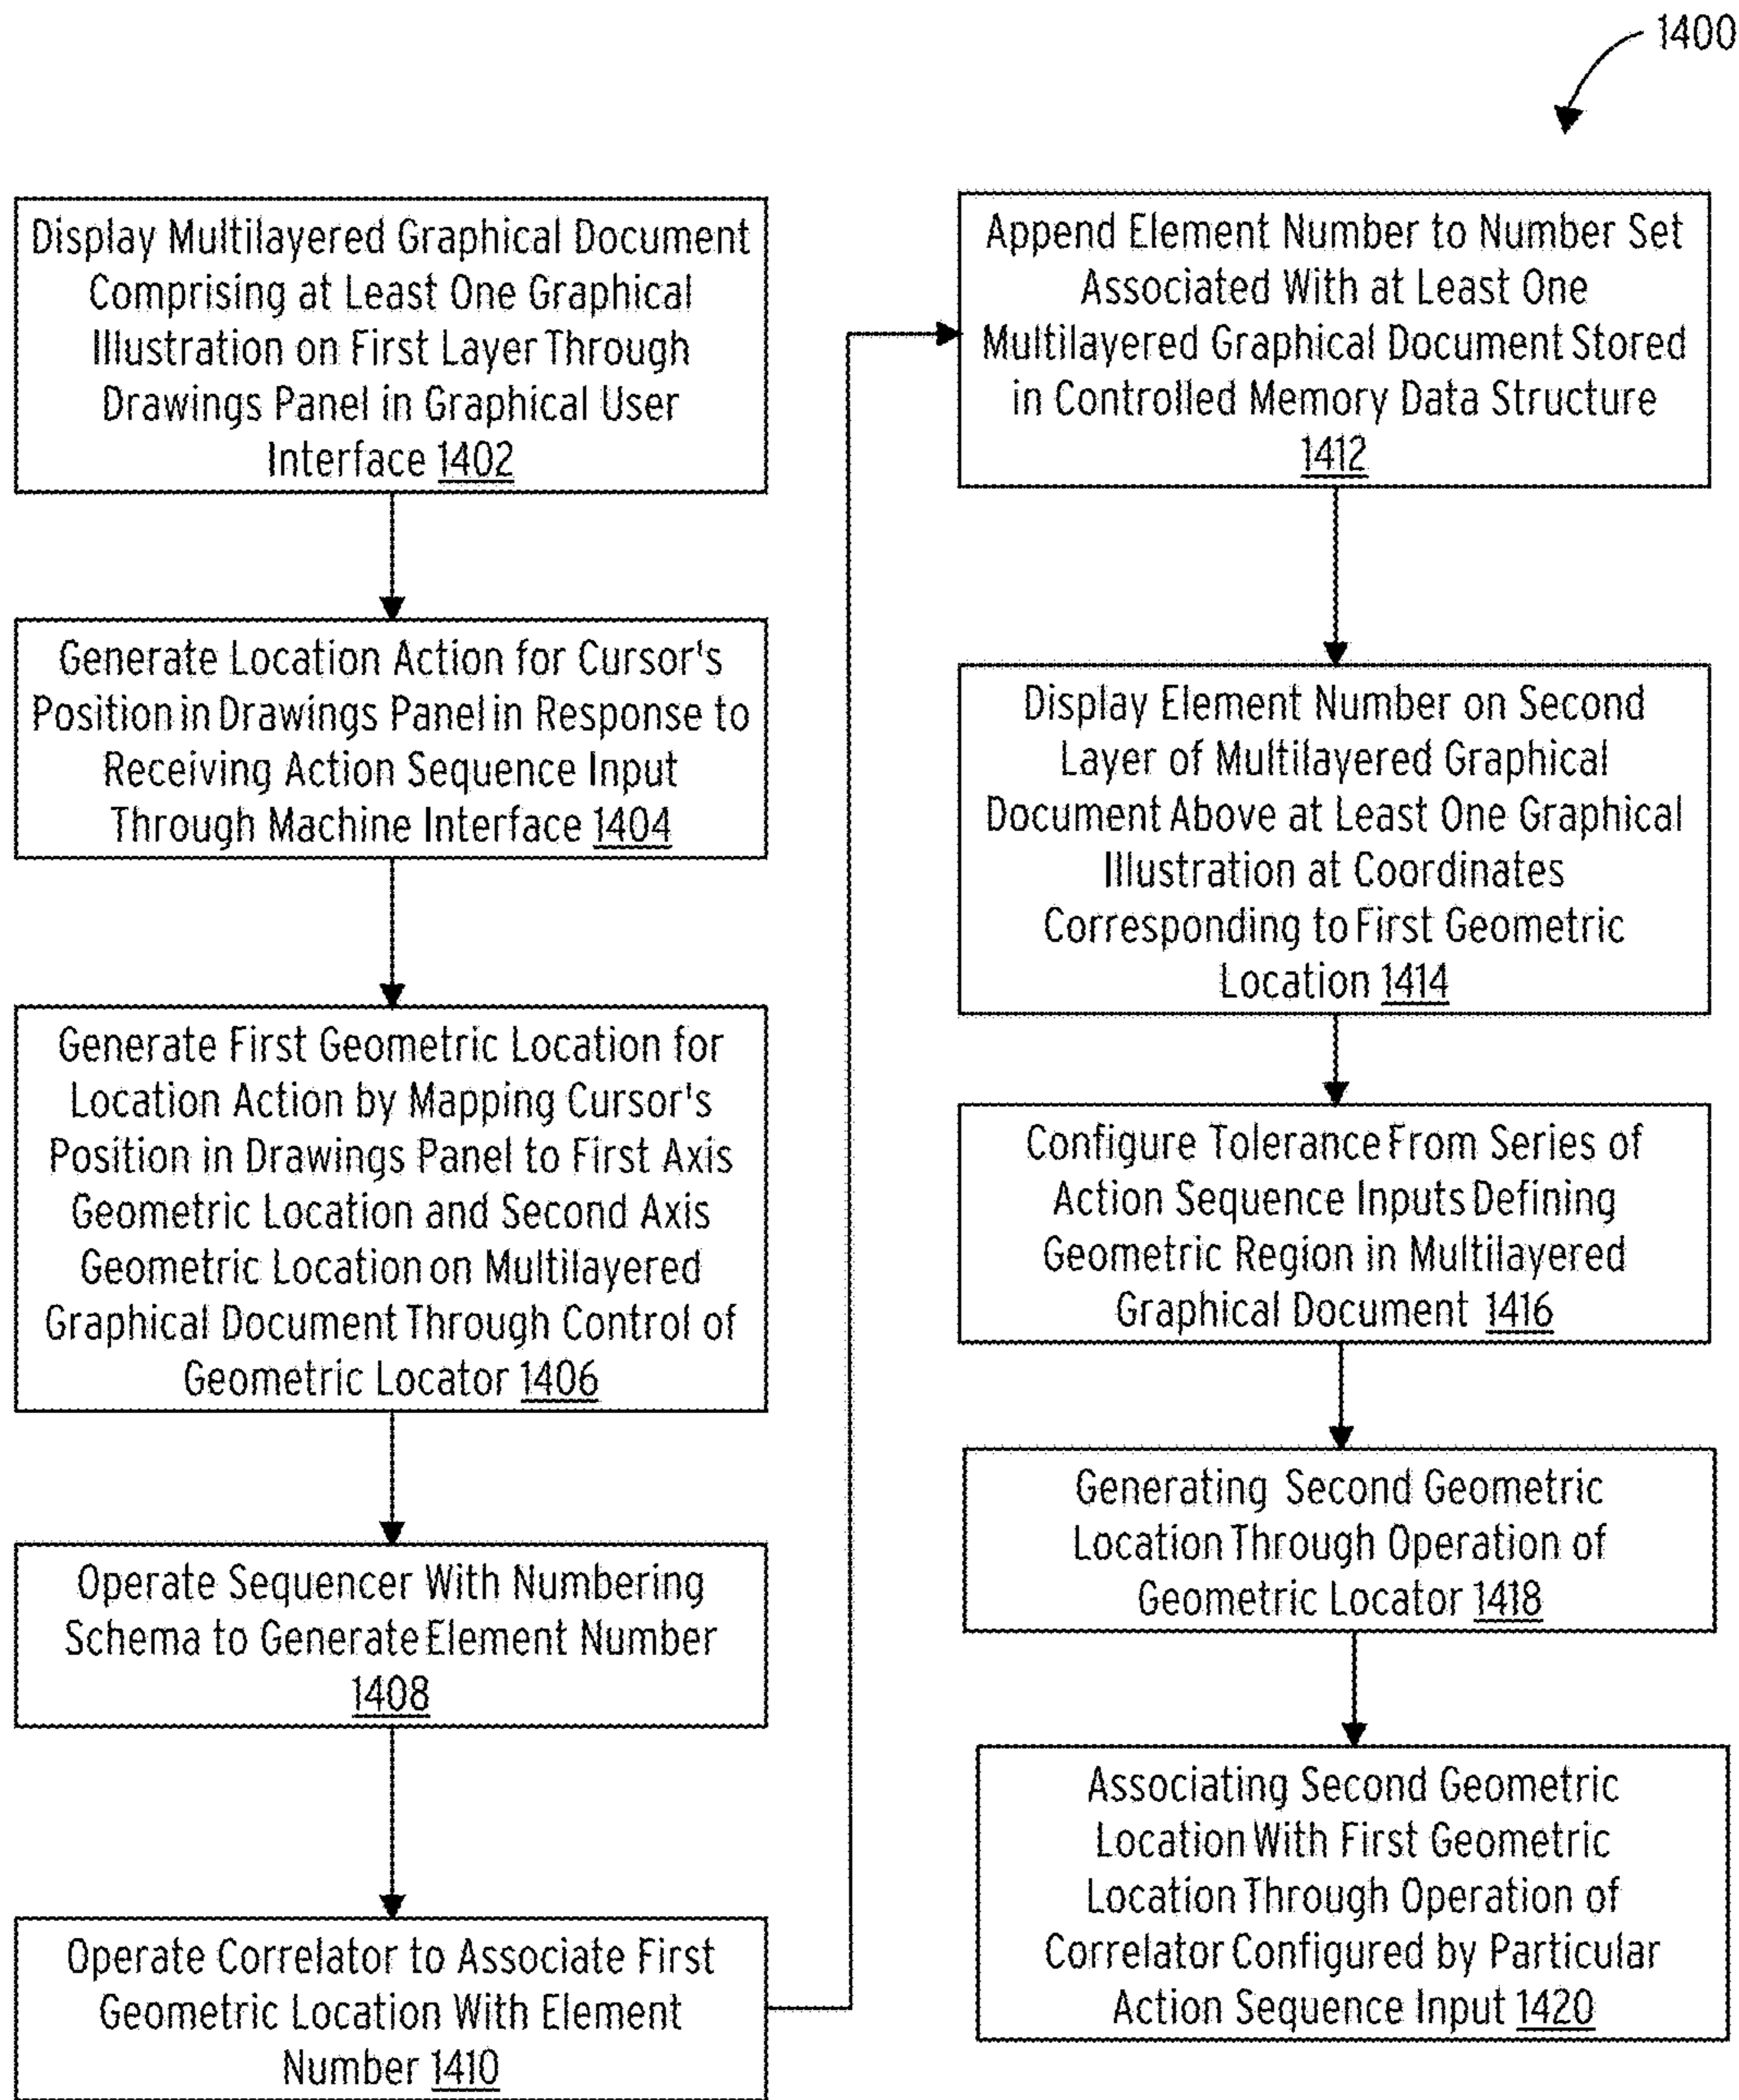 1400
Display Multilayered Graphical Document
Comprising at Least One Graphical
Illustration on First Layer Through
Drawings Panel in Graphical User
Interface 1402
Generate Location Action for Cursor's
Position in Drawings Panel in Response to
Receiving Action Sequence Input
Through Machine Interface 1404
Generate First Geometric Location for
Location Action by Mapping Cursor's
Position in Drawings Panel to First Axis
Geometric Location and Second Axis
Geometric Location on Multilayered
Graphical Document Through Control of
Geometric Locator 1406
Operate Sequencer With Numbering
Schema to Generate Element Number
1408
Operate Correlator to Associate First
Geometric Location With Element
Number 1410
Append Element Number to Number Set
Associated With at Least One
Multilayered Graphical Document Stored
in Controlled Memory Data Structure
1412
Display Element Number on Second
Layer of Multilayered Graphical
Document Above at Least One Graphical
Illustration at Coordinates
Corresponding to First Geometric
Location 1414
Configure Tolerance From Series of
Action Sequence Inputs Defining
Geometric Region in Multilayered
Graphical Document 1416
Generating Second Geometric
Location Through Operation of
Geometric Locator 1418
Associating Second Geometric
Location With First Geometric
Location Through Operation of
Correlator Configured by Particular
Action Sequence Input 1420